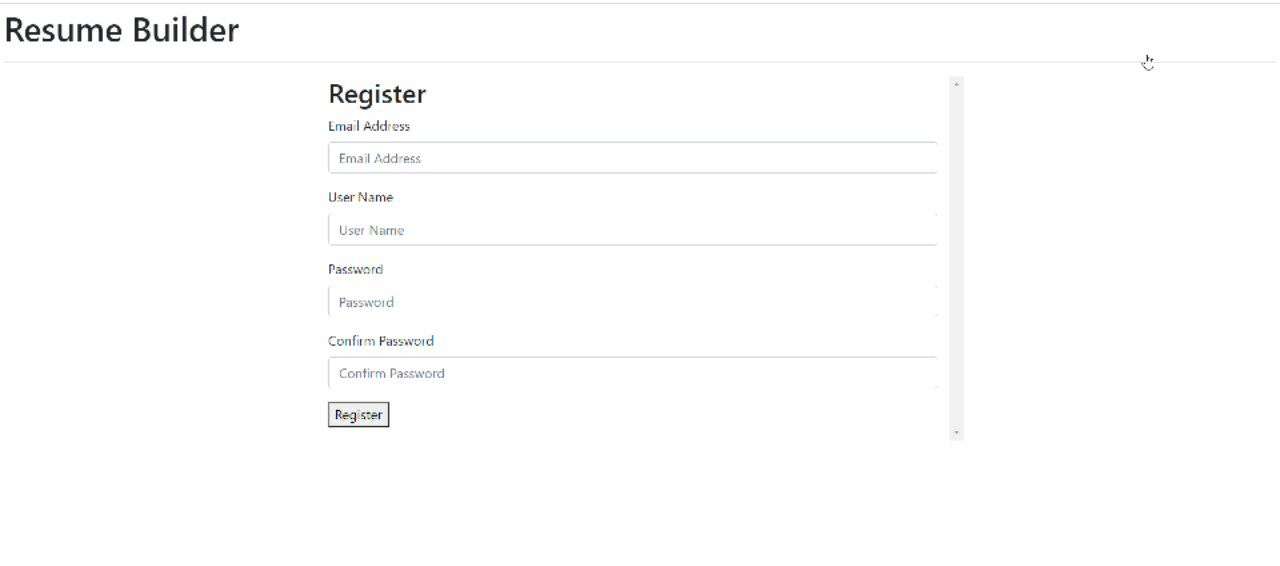 Resume Builder
Register
Email Address
Email Address
User Name
User Name
Password
Password
Confirm Password
Confirm Password
Register